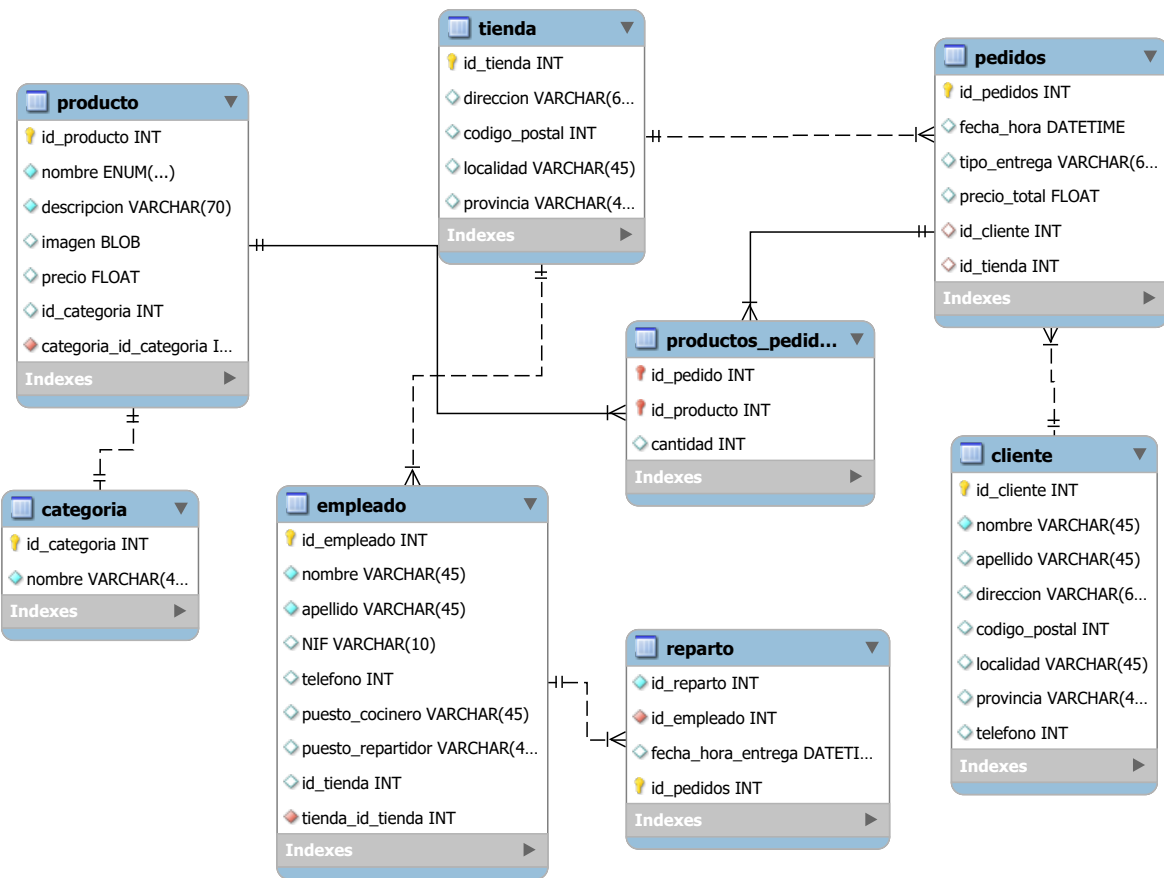 tienda
id_tienda INT
direccion VARCHAR(6...
codigo_postal INT
localidad VARCHAR(45)
provincia VARCHAR(4...
Indexes
pedidos
id_pedidos INT
fecha_hora DATETIME
tipo_entrega VARCHAR(6...
precio_total FLOAT
id_cliente INT
id_tienda INT
Indexes
producto
id_producto INT
nombre ENUM(...)
descripcion VARCHAR(70)
imagen BLOB
precio FLOAT
id_categoria INT
categoria_id_categoria I...
Indexes
productos_pedid...
id_pedido INT
id_producto INT
cantidad INT
Indexes
categoria
id_categoria INT
nombre VARCHAR(4...
Indexes
empleado
id_empleado INT
nombre VARCHAR(45)
apellido VARCHAR(45)
NIF VARCHAR(10)
telefono INT
puesto_cocinero VARCHAR(45)
puesto_repartidor VARCHAR(4...
id_tienda INT
tienda_id_tienda INT
Indexes
reparto
id_reparto INT
id_empleado INT
fecha_hora_entrega DATETI...
id_pedidos INT
Indexes
cliente
id_cliente INT
nombre VARCHAR(45)
apellido VARCHAR(45)
direccion VARCHAR(6...
codigo_postal INT
localidad VARCHAR(45)
provincia VARCHAR(4...
telefono INT
Indexes